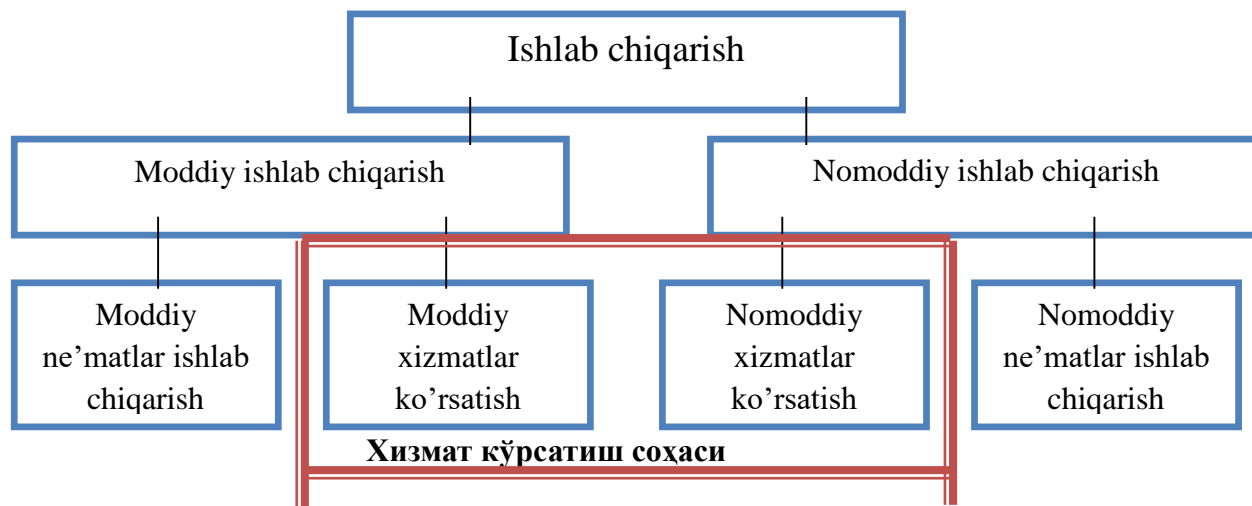 Ishlab chiqarish
Moddiy ishlab chiqarish
Nomoddiy ishlab chiqarish
Moddiy
ne’matlar ishlab
chiqarish
Moddiy
xizmatlar
ko’rsatish
Nomoddiy
xizmatlar
ko’rsatish
Nomoddiy
ne’matlar ishlab
chiqarish
Хизмат кўрсатиш соҳаси